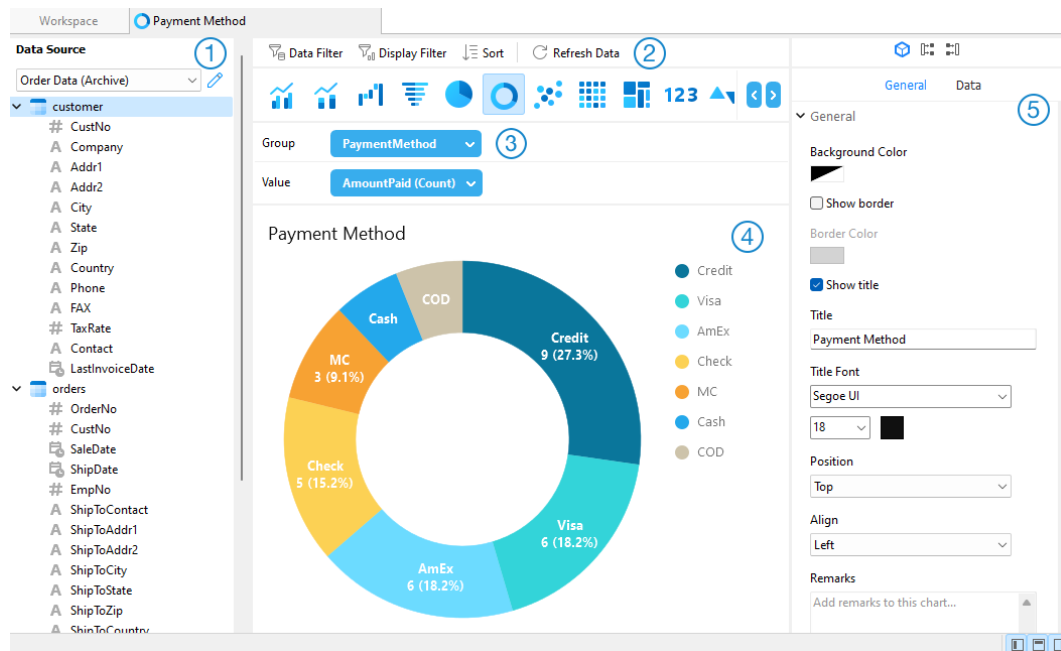 Workspace
Payment Method
Data Source
1
Order Data (Archive)
customer
# CustNo
A Company
A Addr1
A Addr2
A City
A State
A Zip
A Country
A Phone
A FAX
# TaxRate
A Contact
LastInvoiceDate
orders
# OrderNo
# CustNo
SaleDate
ShipDate
# EmpNo
A ShipToContact
A ShipToAddr1
A ShipToAddr2
A ShipToCity
A ShipToState
A ShipToZip
A ShipToCountry
Data Filter Display Filter Sort Refresh Data 2
123
Group PaymentMethod 3
Value AmountPaid (Count)
Payment Method
4
Credit
9 (27.3%)
Visa
6 (18.2%)
AmEx
6 (18.2%)
Check
5 (15.2%)
MC
3 (9.1%)
Cash
COD
Credit
Visa
AmEx
Check
MC
Cash
COD
General Data
5
General
Background Color
Show border
Border Color
Show title
Title
Payment Method
Title Font
Segoe UI
18
Position
Top
Align
Left
Remarks
Add remarks to this chart...